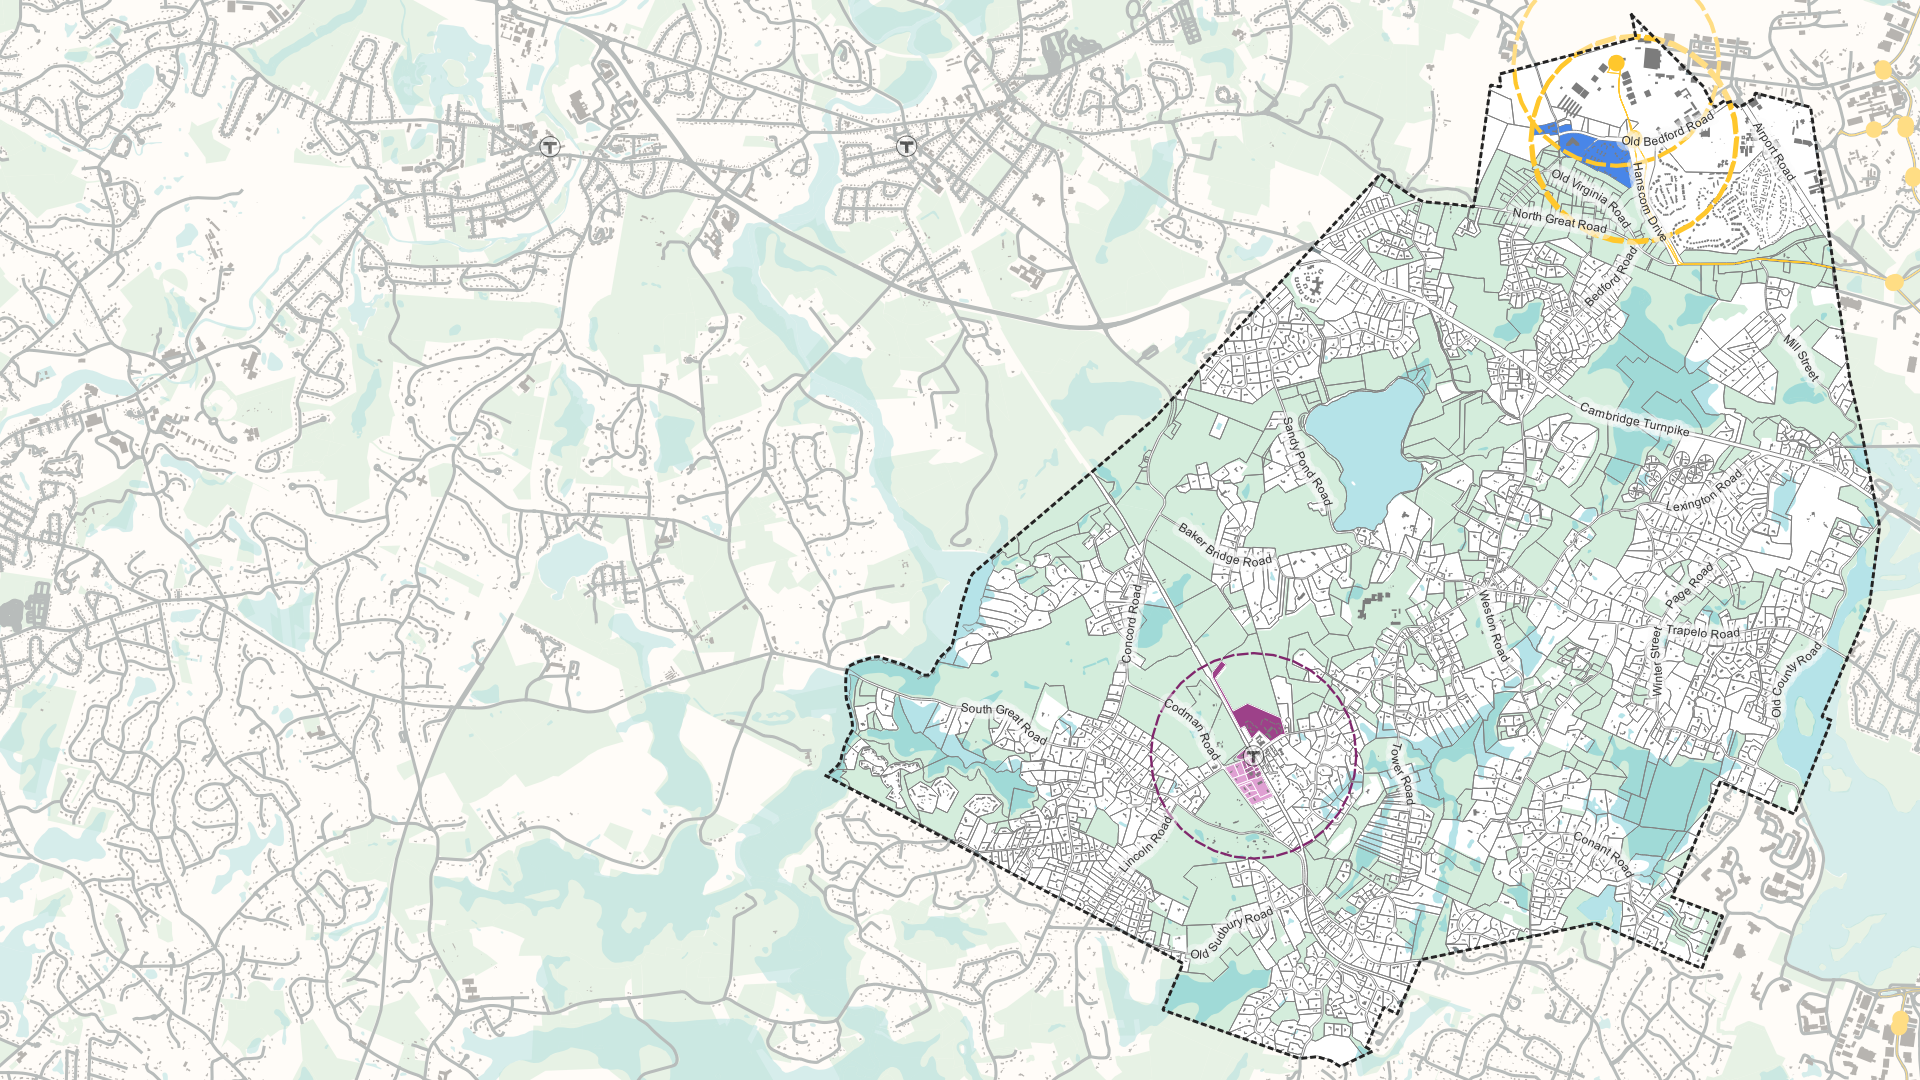 T
T
Old Bedford Road
Airport Road
Old Virginia Road
Hanscom Drive
North Great Road
Bedford Road
Mill Street
Cambridge Turnpike
Sandy Pond Road
Lexington Road
Baker Bridge Road
Page Road
Concord Road
Weston Road
Trapelo Road
Winter Street
Old County Road
South Great Road
Codman Road
T
Tower Road
Lincoln Road
Conant Road
Old Sudbury Road